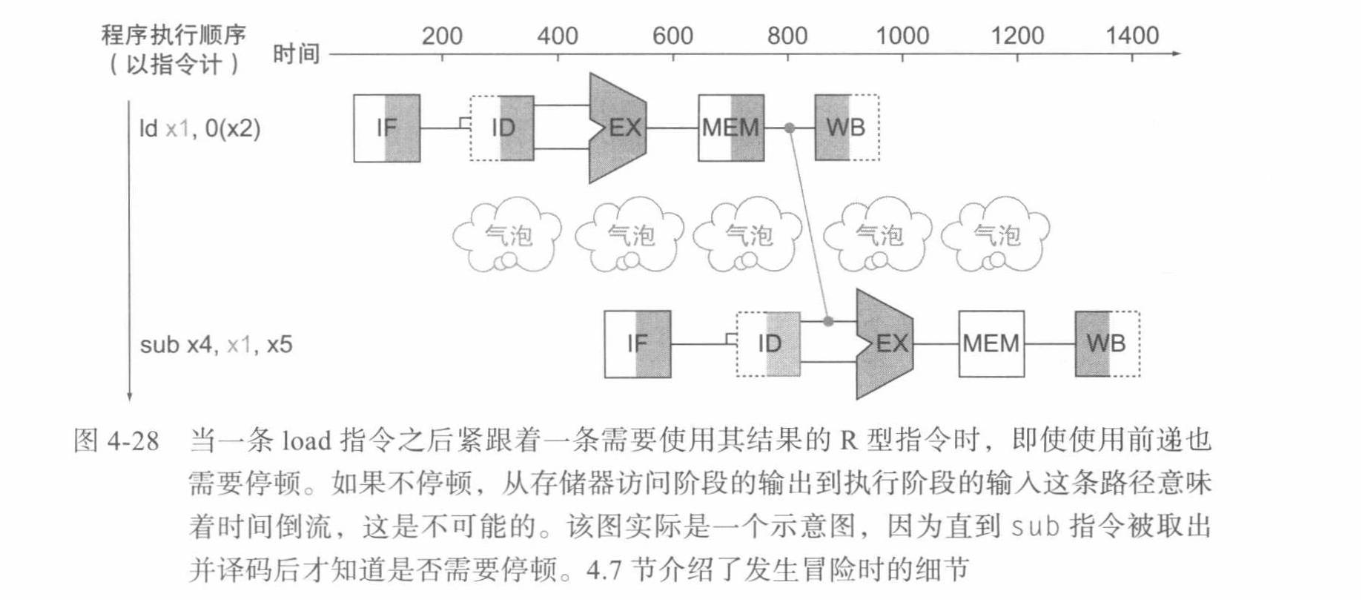 程序执行顺序
（以指令计）
时间
200 400 600 800 1000 1200 1400
ld x1, 0(x2)
IF ID EX MEM WB
气泡 气泡 气泡 气泡 气泡
sub x4, x1, x5
IF ID EX MEM WB
图 4-28 当一条 load 指令之后紧跟着一条需要使用其结果的 R 型指令时，即使使用前递也
需要停顿。如果不停顿，从存储器访问阶段的输出到执行阶段的输入这条路径意味
着时间倒流，这是不可能的。该图实际是一个示意图，因为直到 sub 指令被取出
并译码后才知道是否需要停顿。4.7 节介绍了发生冒险时的细节